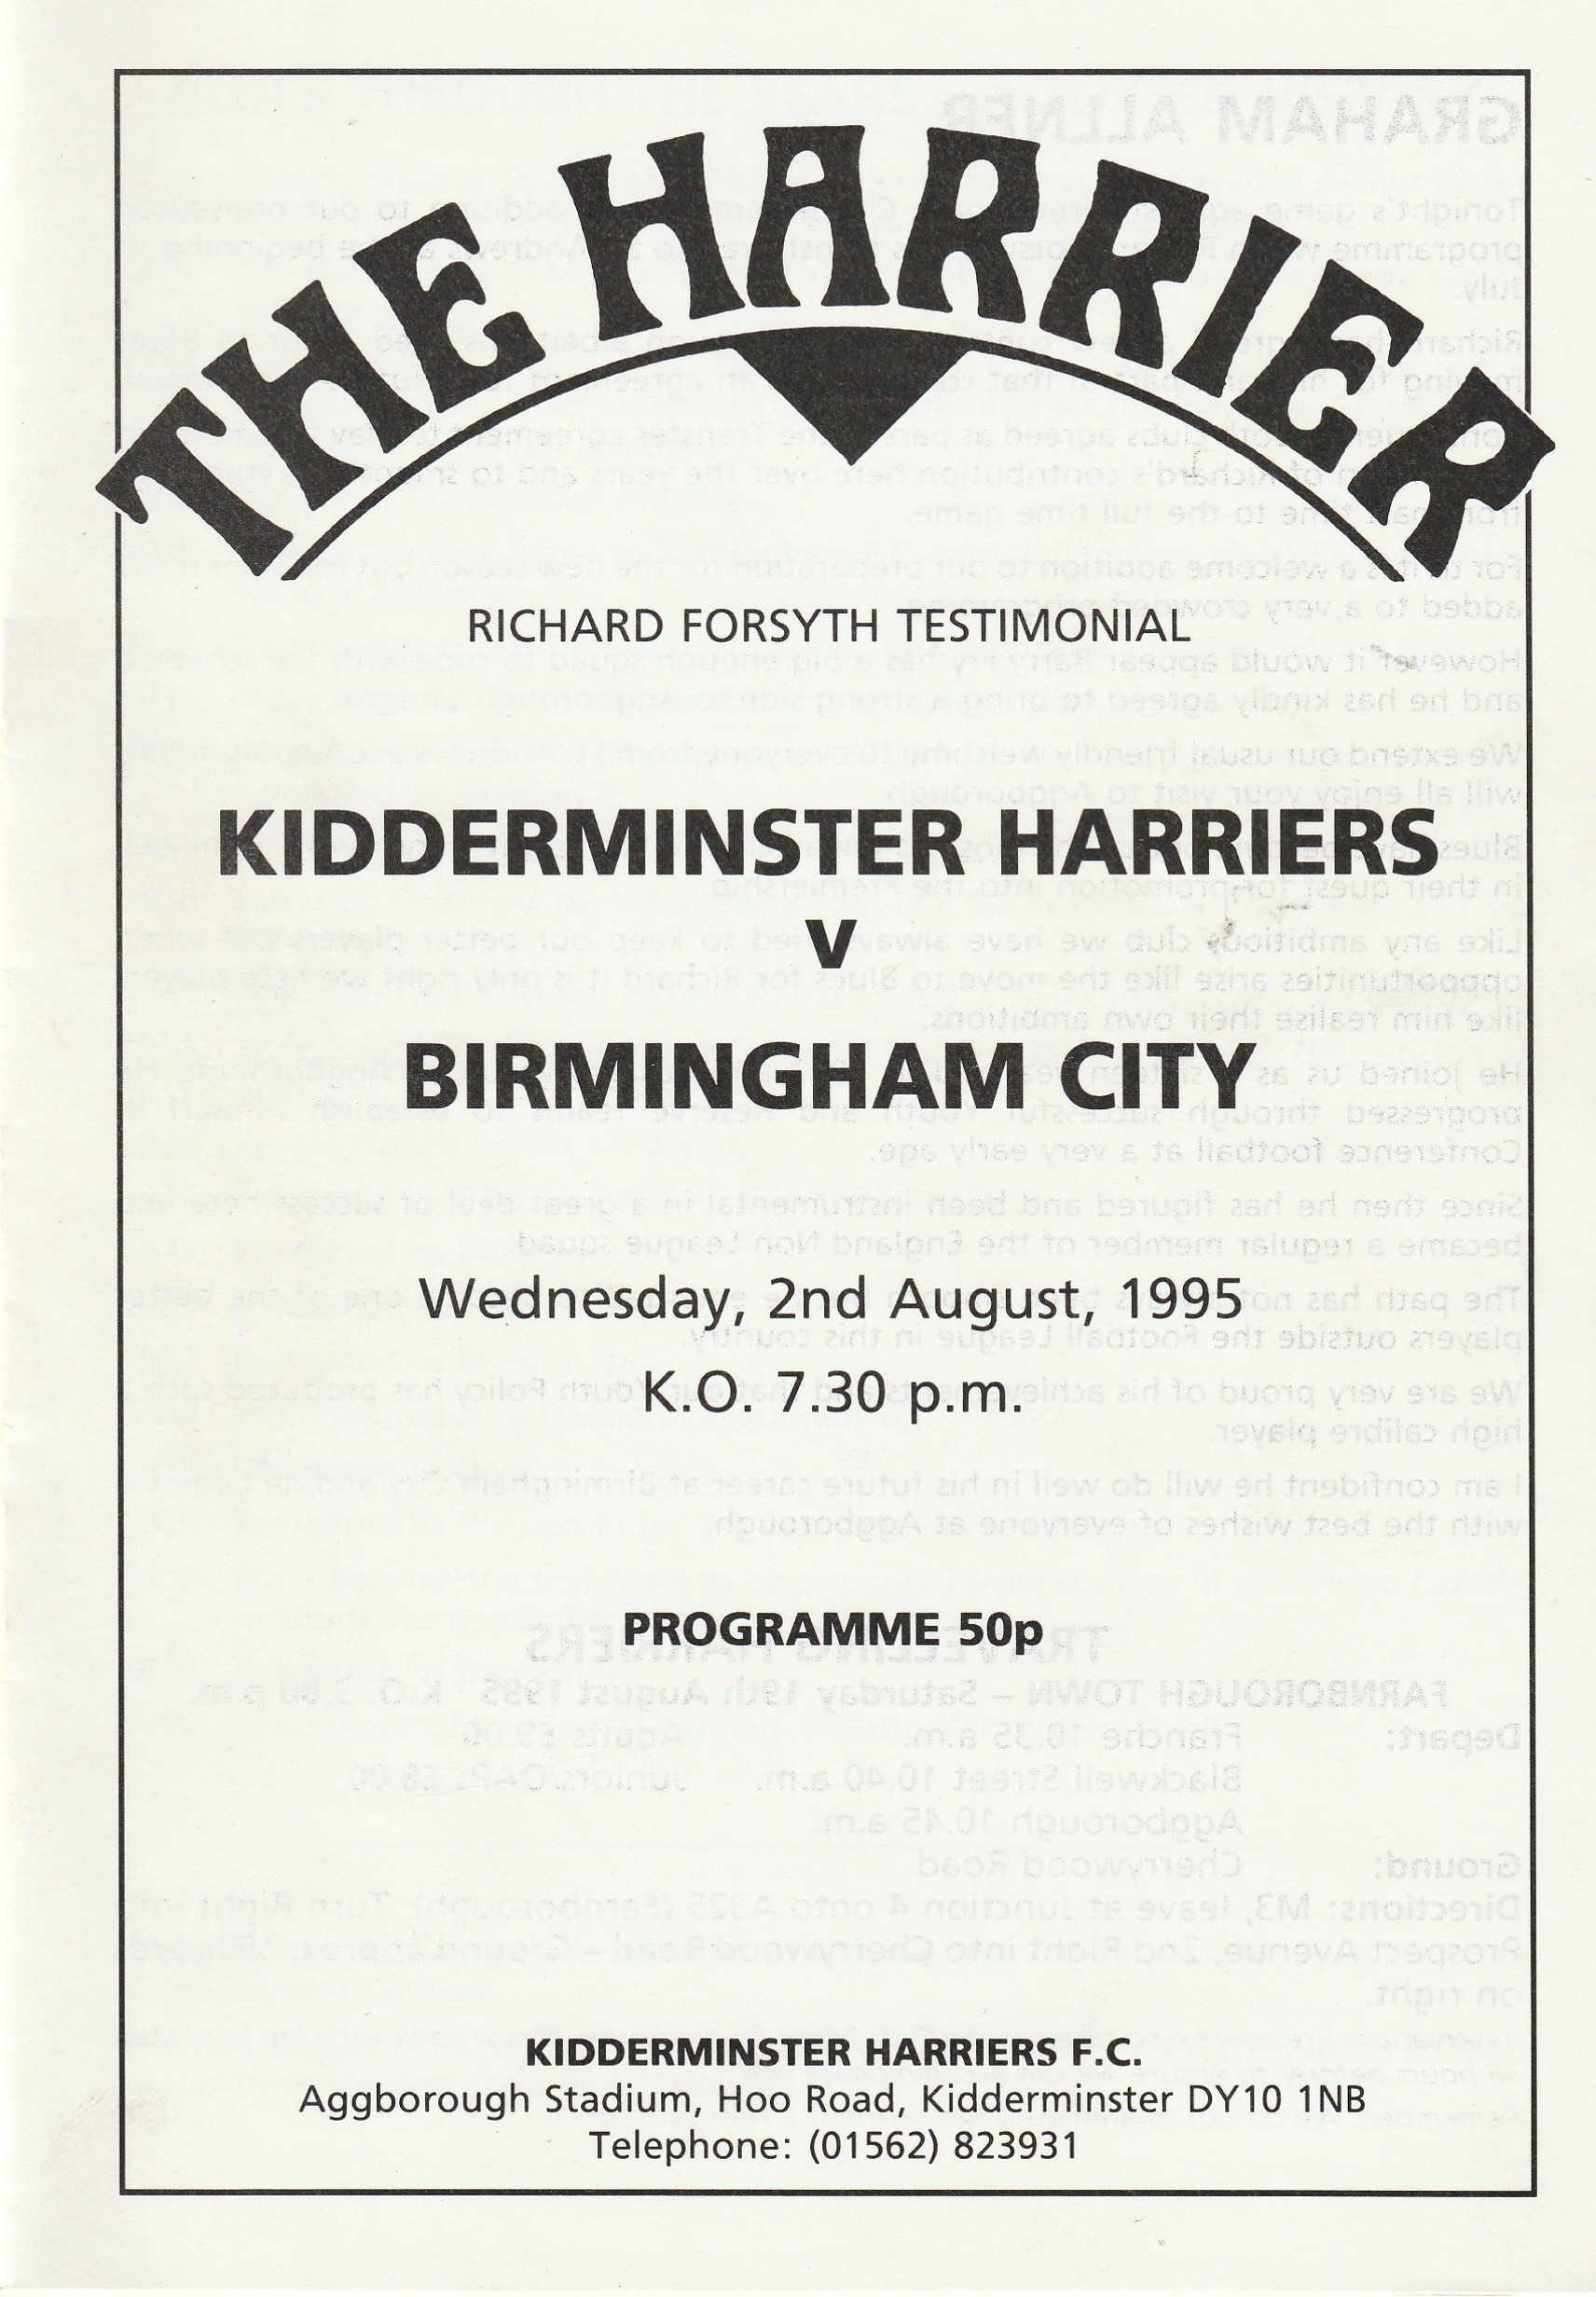 THE HARRIER
RICHARD FORSYTH TESTIMONIAL
KIDDERMINSTER HARRIERS
v
BIRMINGHAM CITY
Wednesday, 2nd August, 1995
K.O. 7.30 p.m.
PROGRAMME 50p
KIDDERMINSTER HARRIERS F.C.
Aggborough Stadium, Hoo Road, Kidderminster DY10 1NB
Telephone: (01562) 823931